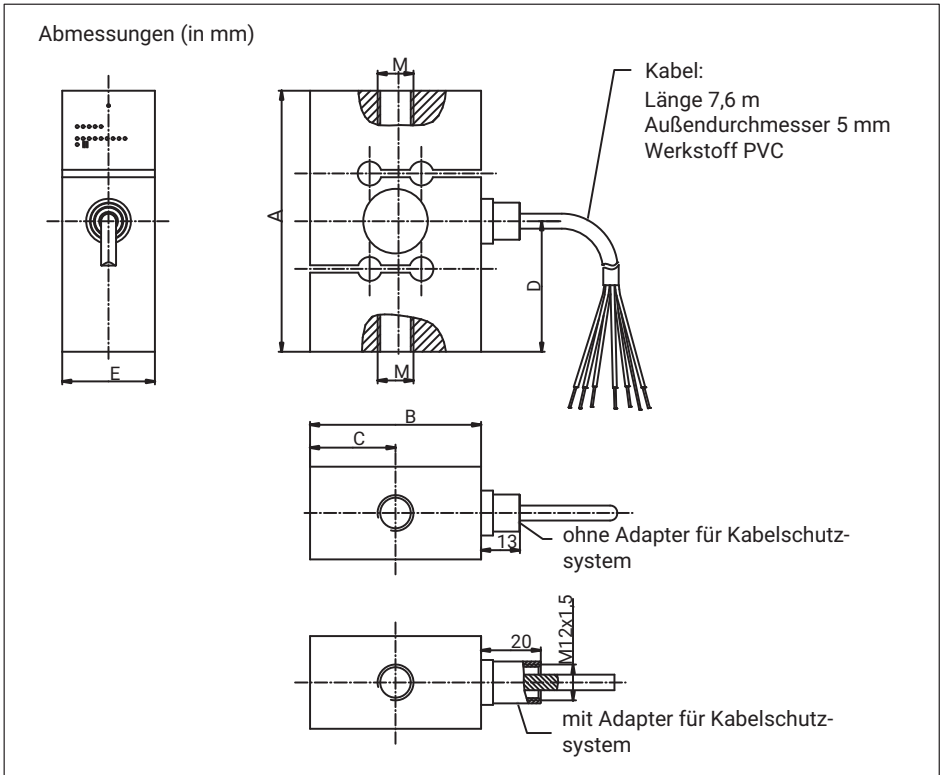 Abmessungen (in mm)
M
Kabel:
Länge 7,6 m
Außendurchmesser 5 mm
Werkstoff PVC
A
D
E
M
B
C
13
ohne Adapter für Kabelschutz-
system
20
M12x1.5
mit Adapter für Kabelschutz-
system